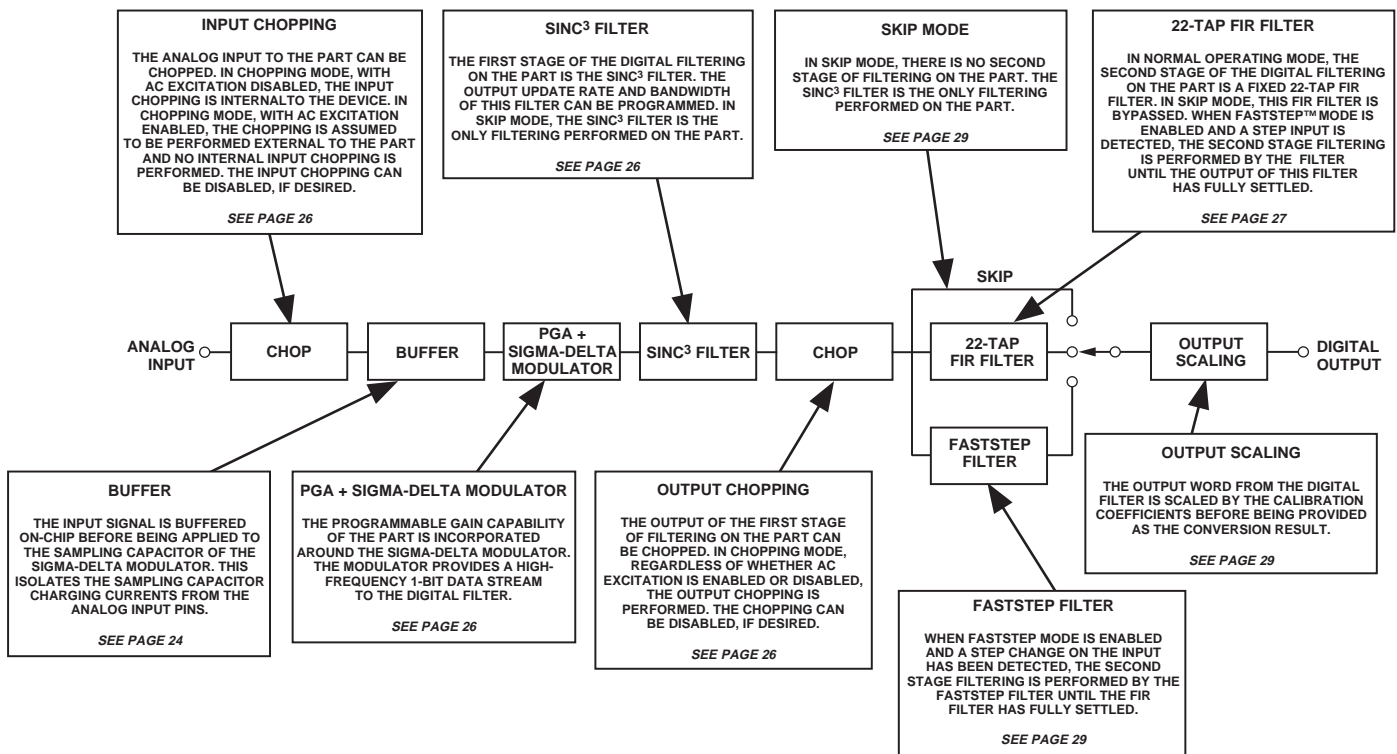 INPUT CHOPPING
THE ANALOG INPUT TO THE PART CAN BE
CHOPPED. IN CHOPPING MODE, WITH
AC EXCITATION DISABLED, THE INPUT
CHOPPING IS INTERNALTO THE DEVICE. IN
CHOPPING MODE, WITH AC EXCITATION
ENABLED, THE CHOPPING IS ASSUMED
TO BE PERFORMED EXTERNAL TO THE PART
AND NO INTERNAL INPUT CHOPPING IS
PERFORMED. THE INPUT CHOPPING CAN
BE DISABLED, IF DESIRED.
SEE PAGE 26
SINC³ FILTER
THE FIRST STAGE OF THE DIGITAL FILTERING
ON THE PART IS THE SINC³ FILTER. THE
OUTPUT UPDATE RATE AND BANDWIDTH
OF THIS FILTER CAN BE PROGRAMMED. IN
SKIP MODE, THE SINC³ FILTER IS THE
ONLY FILTERING PERFORMED ON THE PART.
SEE PAGE 26
SKIP MODE
IN SKIP MODE, THERE IS NO SECOND
STAGE OF FILTERING ON THE PART. THE
SINC³ FILTER IS THE ONLY FILTERING
PERFORMED ON THE PART.
SEE PAGE 29
22-TAP FIR FILTER
IN NORMAL OPERATING MODE, THE
SECOND STAGE OF THE DIGITAL FILTERING
ON THE PART IS A FIXED 22-TAP FIR
FILTER. IN SKIP MODE, THIS FIR FILTER IS
BYPASSED. WHEN FASTSTEP™ MODE IS
ENABLED AND A STEP INPUT IS
DETECTED, THE SECOND STAGE FILTERING
IS PERFORMED BY THE FILTER
UNTIL THE OUTPUT OF THIS FILTER
HAS FULLY SETTLED.
SEE PAGE 27
SKIP
ANALOG
INPUT
CHOP
BUFFER
PGA +
SIGMA-DELTA
MODULATOR
SINC³ FILTER
CHOP
22-TAP
FIR FILTER
OUTPUT
SCALING
DIGITAL
OUTPUT
FASTSTEP
FILTER
BUFFER
THE INPUT SIGNAL IS BUFFERED
ON-CHIP BEFORE BEING APPLIED TO
THE SAMPLING CAPACITOR OF THE
SIGMA-DELTA MODULATOR. THIS
ISOLATES THE SAMPLING CAPACITOR
CHARGING CURRENTS FROM THE
ANALOG INPUT PINS.
SEE PAGE 24
PGA + SIGMA-DELTA MODULATOR
THE PROGRAMMABLE GAIN CAPABILITY
OF THE PART IS INCORPORATED
AROUND THE SIGMA-DELTA MODULATOR.
THE MODULATOR PROVIDES A HIGH-
FREQUENCY 1-BIT DATA STREAM
TO THE DIGITAL FILTER.
SEE PAGE 26
OUTPUT CHOPPING
THE OUTPUT OF THE FIRST STAGE
OF FILTERING ON THE PART CAN
BE CHOPPED. IN CHOPPING MODE,
REGARDLESS OF WHETHER AC
EXCITATION IS ENABLED OR DISABLED,
THE OUTPUT CHOPPING IS
PERFORMED. THE CHOPPING CAN
BE DISABLED, IF DESIRED.
SEE PAGE 26
OUTPUT SCALING
THE OUTPUT WORD FROM THE DIGITAL
FILTER IS SCALED BY THE CALIBRATION
COEFFICIENTS BEFORE BEING PROVIDED
AS THE CONVERSION RESULT.
SEE PAGE 29
FASTSTEP FILTER
WHEN FASTSTEP MODE IS ENABLED
AND A STEP CHANGE ON THE INPUT
HAS BEEN DETECTED, THE SECOND
STAGE FILTERING IS PERFORMED BY THE
FASTSTEP FILTER UNTIL THE FIR
FILTER HAS FULLY SETTLED.
SEE PAGE 29